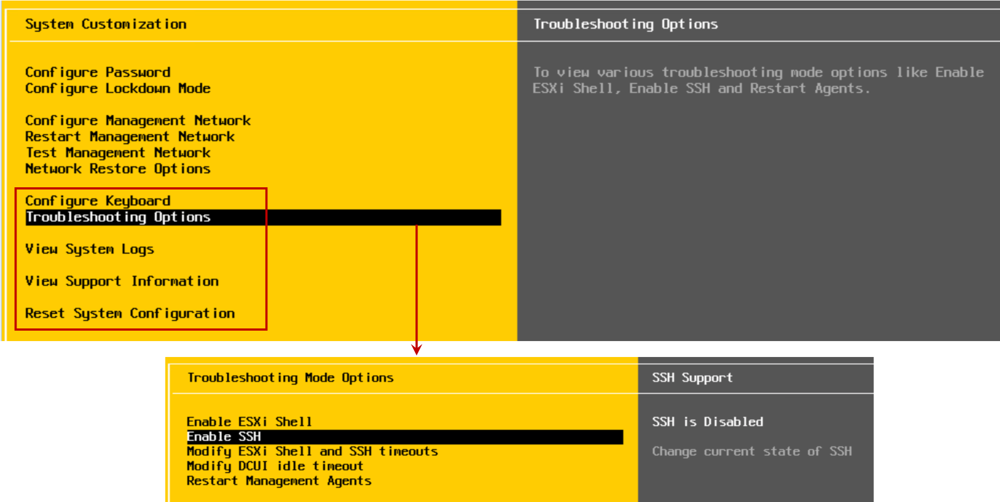 System Customization
Troubleshooting Options
Configure Password
Configure Lockdown Mode
Configure Management Network
Restart Management Network
Test Management Network
Network Restore Options
Configure Keyboard
Troubleshooting Options
View System Logs
View Support Information
Reset System Configuration
To view various troubleshooting mode options like Enable
ESXi Shell, Enable SSH and Restart Agents.
Troubleshooting Mode Options
SSH Support
Enable ESXi Shell
Enable SSH
Modify ESXi Shell and SSH timeouts
Modify DCUI idle timeout
Restart Management Agents
SSH is Disabled
Change current state of SSH